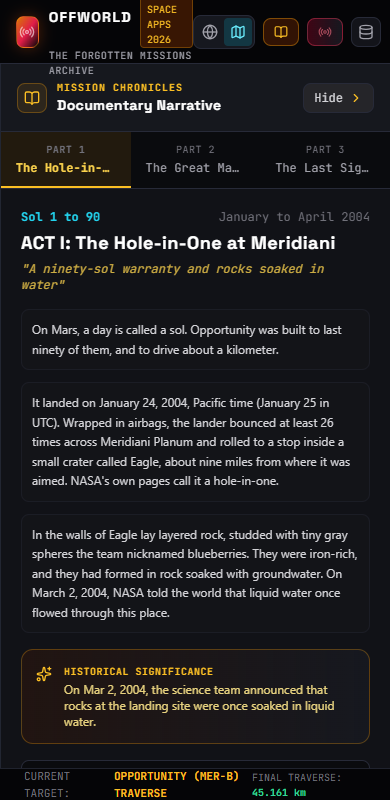 OFFWORLD
SPACE
APPS
2026
THE FORGOTTEN MISSIONS
ARCHIVE
MISSION CHRONICLES
Documentary Narrative
Hide
PART 1
The Hole-in-…
PART 2
The Great Ma…
PART 3
The Last Sig…
Sol 1 to 90
January to April 2004
ACT I: The Hole-in-One at Meridiani
"A ninety-sol warranty and rocks soaked in
water"
On Mars, a day is called a sol. Opportunity was built to last
ninety of them, and to drive about a kilometer.
It landed on January 24, 2004, Pacific time (January 25 in
UTC). Wrapped in airbags, the lander bounced at least 26
times across Meridiani Planum and rolled to a stop inside a
small crater called Eagle, about nine miles from where it was
aimed. NASA's own pages call it a hole-in-one.
In the walls of Eagle lay layered rock, studded with tiny gray
spheres the team nicknamed blueberries. They were iron-rich,
and they had formed in rock soaked with groundwater. On
March 2, 2004, NASA told the world that liquid water once
flowed through this place.
HISTORICAL SIGNIFICANCE
On Mar 2, 2004, the science team announced that
rocks at the landing site were once soaked in liquid
water.
CURRENT
TARGET:
OPPORTUNITY (MER-B)
TRAVERSE
FINAL TRAVERSE:
45.161 km